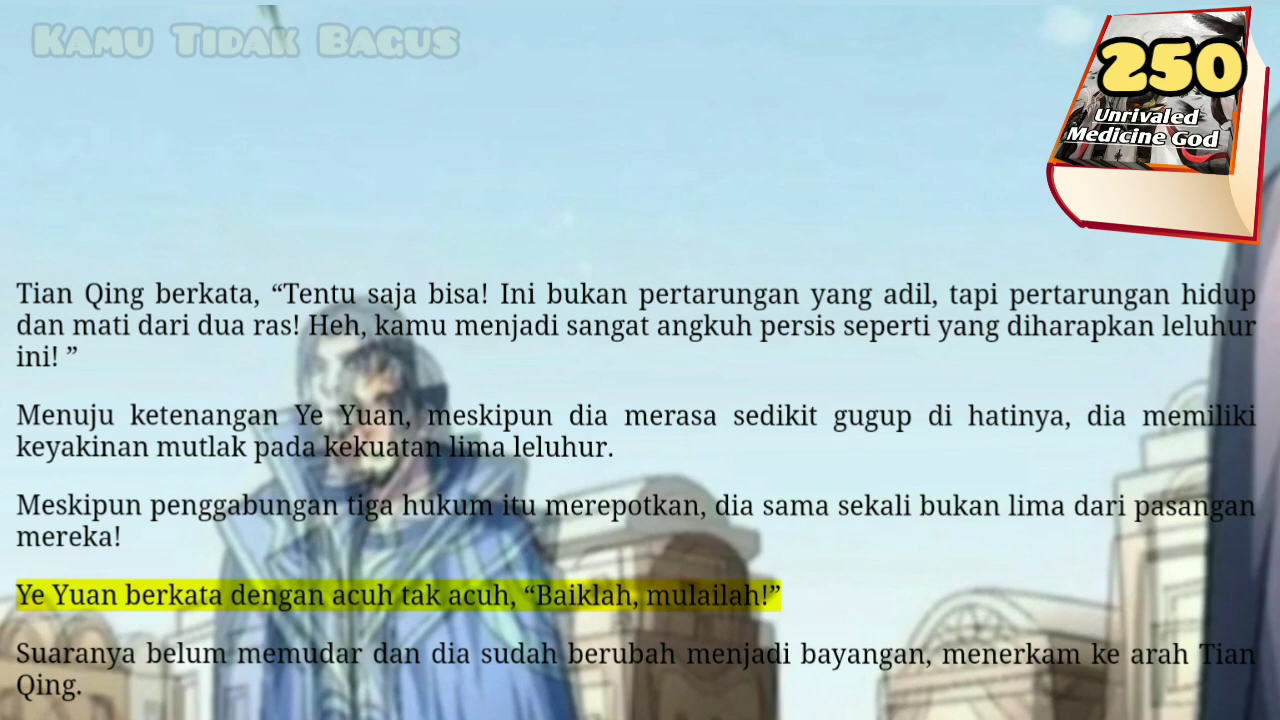 Kamu Tidak Bagus
250
Unrivaled
Medicine God
Tian Qing berkata, “Tentu saja bisa! Ini bukan pertarungan yang adil, tapi pertarungan hidup
dan mati dari dua ras! Heh, kamu menjadi sangat angkuh persis seperti yang diharapkan leluhur
ini! ”
Menuju ketenangan Ye Yuan, meskipun dia merasa sedikit gugup di hatinya, dia memiliki
keyakinan mutlak pada kekuatan lima leluhur.
Meskipun penggabungan tiga hukum itu merepotkan, dia sama sekali bukan lima dari pasangan
mereka!
Ye Yuan berkata dengan acuh tak acuh, “Baiklah, mulailah!”
Suaranya belum memudar dan dia sudah berubah menjadi bayangan, menerkam ke arah Tian
Qing.